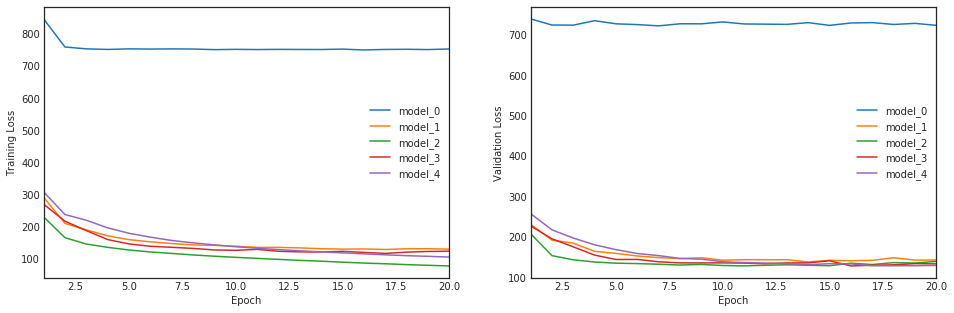 800
700
600
500
400
300
200
100
Training Loss
model_0
model_1
model_2
model_3
model_4
2.5 5.0 7.5 10.0 12.5 15.0 17.5 20.0
Epoch
700
600
500
400
300
200
100
Validation Loss
model_0
model_1
model_2
model_3
model_4
2.5 5.0 7.5 10.0 12.5 15.0 17.5 20.0
Epoch